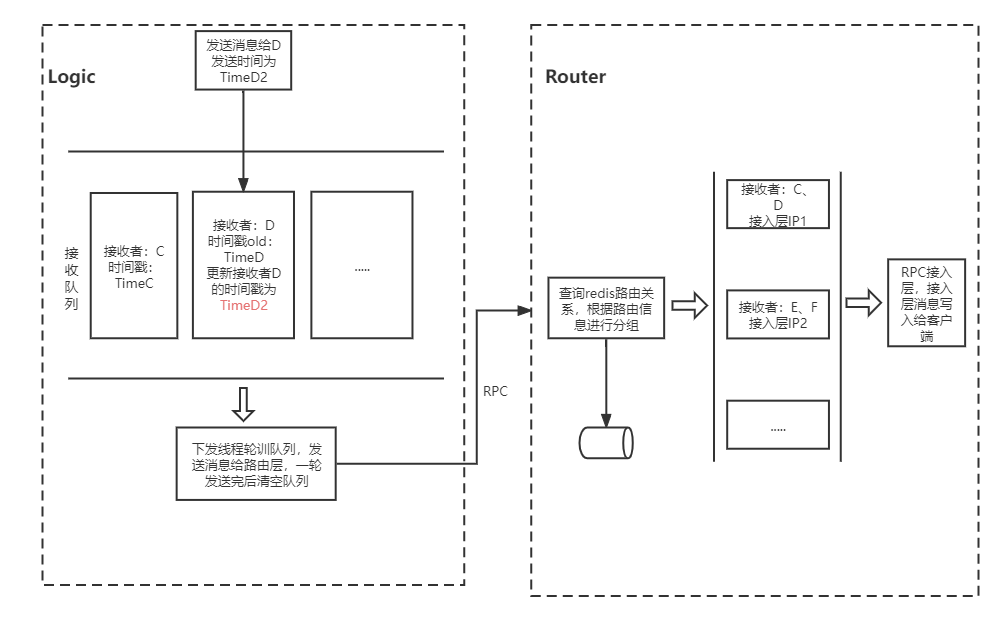 Logic
发送消息给D
发送时间为
TimeD2
接
收
队
列
接收者：C
时间戳：
TimeC
接收者：D
时间戳old：
TimeD
更新接收者D
的时间戳为
TimeD2
.....
下发线程轮训队列，发
送消息给路由层，一轮
发送完后清空队列
RPC
Router
查询redis路由关
系，根据路由信
息进行分组
接收者：C、
D
接入层IP1
接收者：E、F
接入层IP2
.....
RPC接入
层，接入
层消息写
入给客户
端